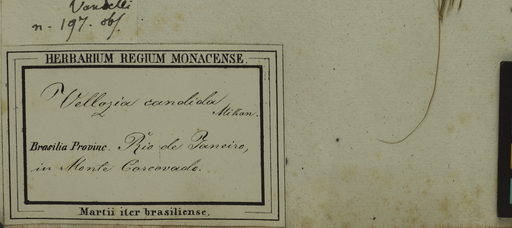 Vandelli
n. 197. obs.
HERBARIUM REGIUM MONACENSE.
Vellozia candida
Mikan.
Brasilia Provinc. Rio de Janeiro,
in Monte Corcovado.
Martii iter brasiliense.